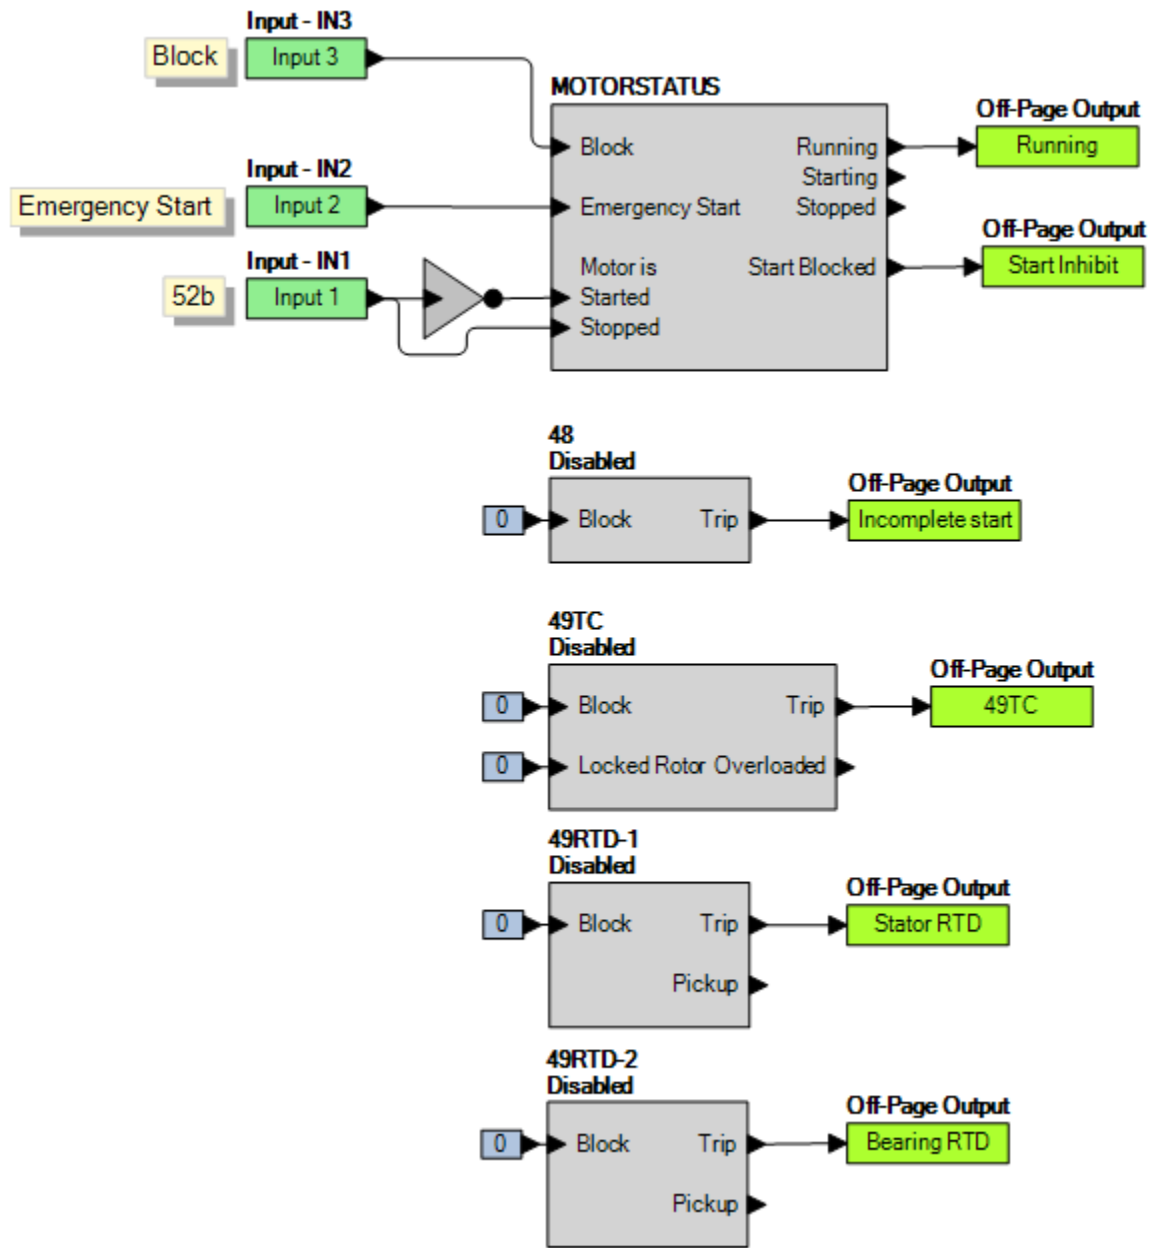 Input - IN3
Block
Input 3
MOTORSTATUS
Off-Page Output
Block
Running
Running
Input - IN2
Starting
Emergency Start
Input 2
Emergency Start
Stopped
Off-Page Output
Input - IN1
Motor is
Start Blocked
Start Inhibit
52b
Input 1
Started
Stopped
48
Disabled
Off-Page Output
0
Block
Trip
Incomplete start
49TC
Disabled
Off-Page Output
0
Block
Trip
49TC
0
Locked Rotor
Overloaded
49RTD-1
Disabled
Off-Page Output
0
Block
Trip
Stator RTD
Pickup
49RTD-2
Disabled
Off-Page Output
0
Block
Trip
Bearing RTD
Pickup